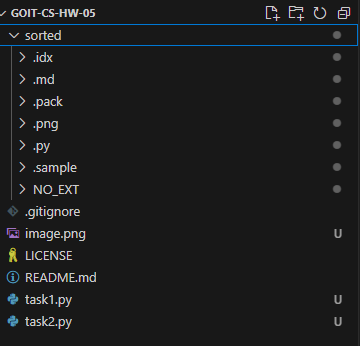 GOIT-CS-HW-05
sorted
.idx
.md
.pack
.png
.py
.sample
NO_EXT
.gitignore
image.png U
LICENSE
README.md
task1.py U
task2.py U